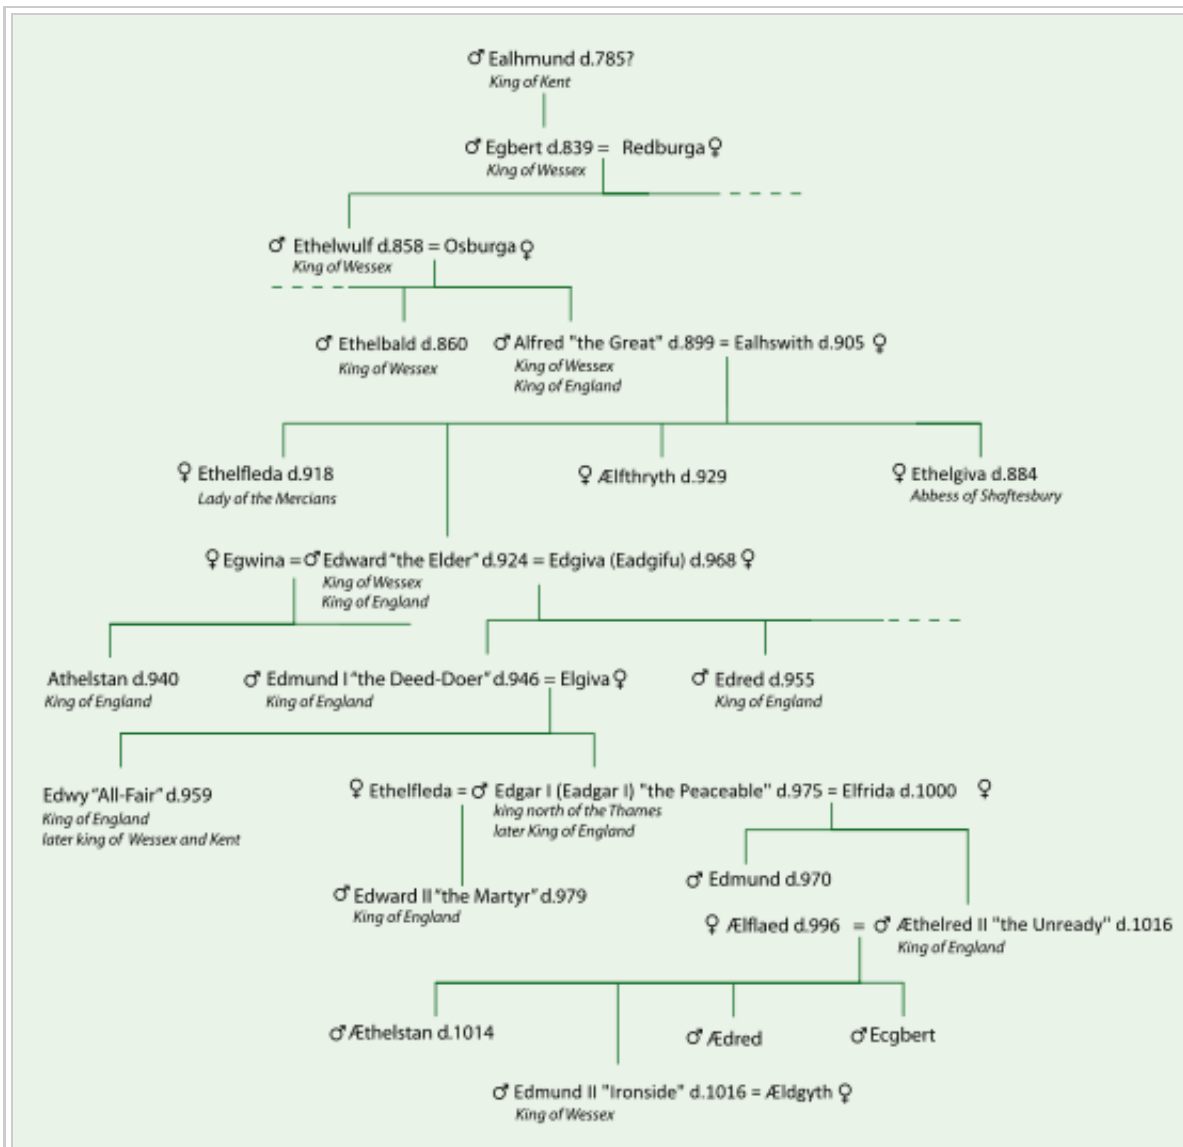 ♂ Ealhmund d.785?
King of Kent
♂ Egbert d.839 = Redburga ♀
King of Wessex
♂ Ethelwulf d.858 = Osburga ♀
King of Wessex
♂ Ethelbald d.860
King of Wessex
♂ Alfred "the Great" d.899 = Ealhswith d.905 ♀
King of Wessex
King of England
♀ Ethelfleda d.918
Lady of the Mercians
♀ Ælfthryth d.929
♀ Ethelgiva d.884
Abbess of Shaftesbury
♀ Egwina = ♂ Edward "the Elder" d.924 = Edgiva (Eadgifu) d.968 ♀
King of Wessex
King of England
Athelstan d.940
King of England
♂ Edmund I "the Deed-Doer" d.946 = Elgiva ♀
King of England
♂ Edred d.955
King of England
Edwy "All-Fair" d.959
King of England
later king of Wessex and Kent
♀ Ethelfleda = ♂ Edgar I (Eadgar I) "the Peaceable" d.975 = Elfrida d.1000 ♀
king north of the Thames
later King of England
♂ Edward II "the Martyr" d.979
King of England
♂ Edmund d.970
♀ Ælflaed d.996 = ♂ Æthelred II "the Unready" d.1016
King of England
♂ Æthelstan d.1014
♂ Ædred
♂ Ecgbert
♂ Edmund II "Ironside" d.1016 = Ældgyth ♀
King of Wessex